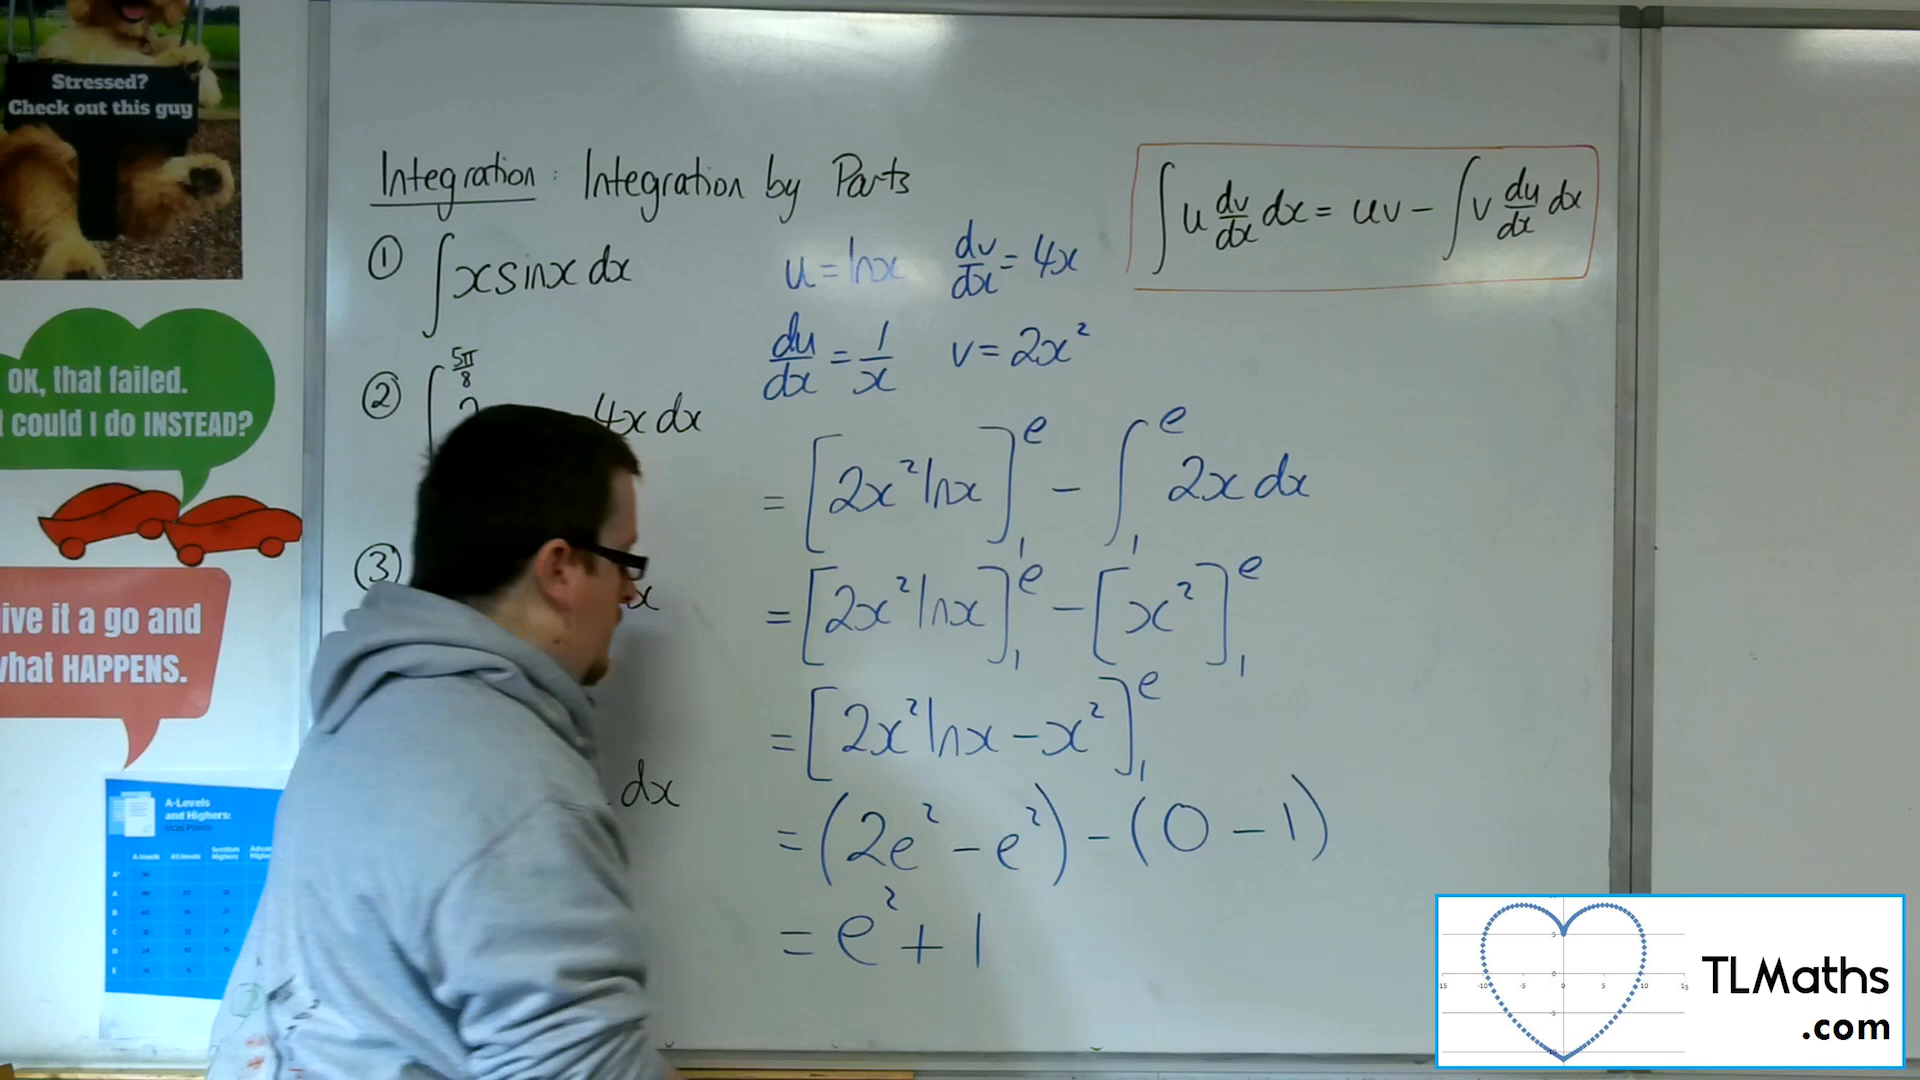 Stressed?
Check out this guy
OK, that failed.
could I do INSTEAD?
ive it a go and
what HAPPENS.
A-Levels
and Highers:
Ucas Points
Integration : Integration by Parts
① ∫ x sin x dx
② ∫ 5π/8 4x dx
③ x
dx
∫ u dv/dx dx = uv − ∫ v du/dx dx
u = ln x dv/dx = 4x
du/dx = 1/x v = 2x²
= [2x² ln x]₁ᵉ − ∫₁ᵉ 2x dx
= [2x² ln x]₁ᵉ − [x²]₁ᵉ
= [2x² ln x − x²]₁ᵉ
= (2e² − e²) − (0 − 1)
= e² + 1
TLMaths
.com